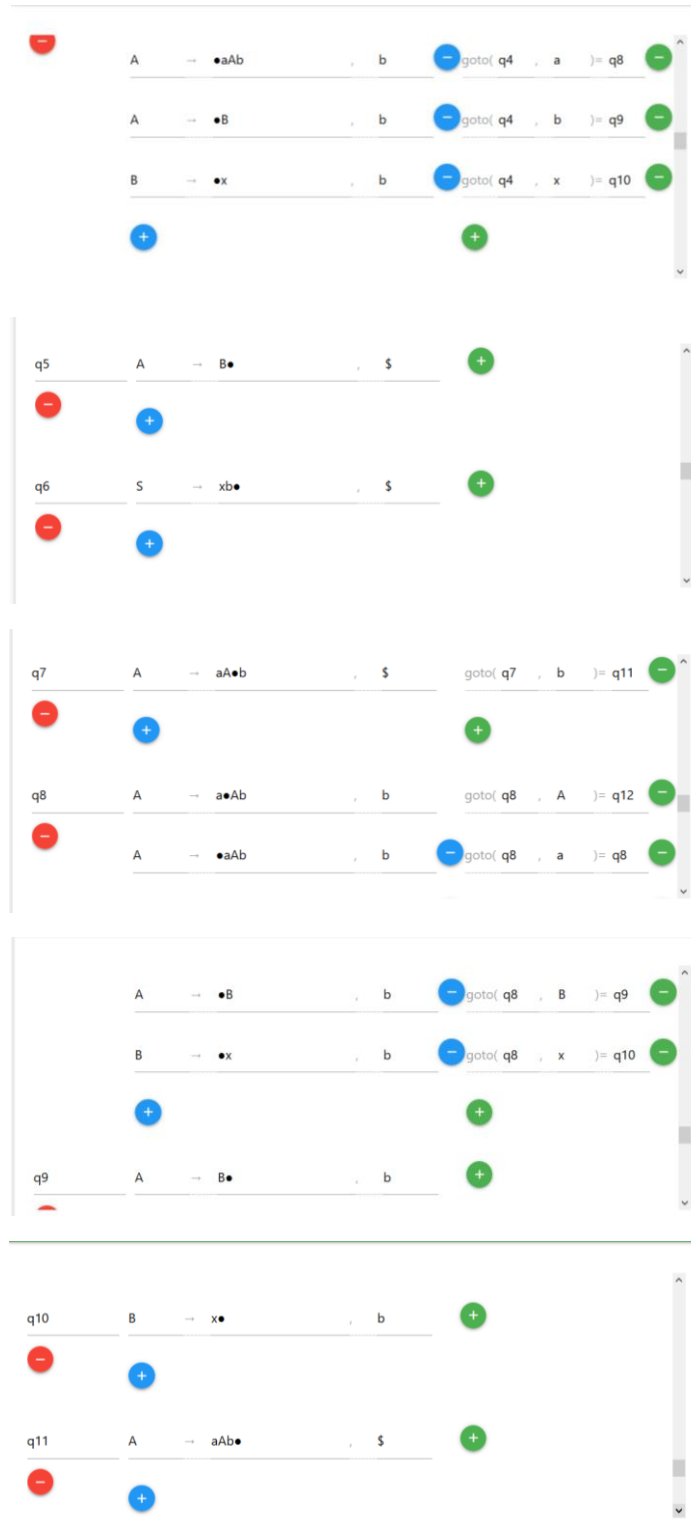 A → ●aAb , b goto( q4 , a )= q8
A → ●B , b goto( q4 , b )= q9
B → ●x , b goto( q4 , x )= q10
q5 A → B● , $
q6 S → xb● , $
q7 A → aA●b , $ goto( q7 , b )= q11
q8 A → a●Ab , b goto( q8 , A )= q12
A → ●aAb , b goto( q8 , a )= q8
A → ●B , b goto( q8 , B )= q9
B → ●x , b goto( q8 , x )= q10
q9 A → B● , b
q10 B → x● , b
q11 A → aAb● , $